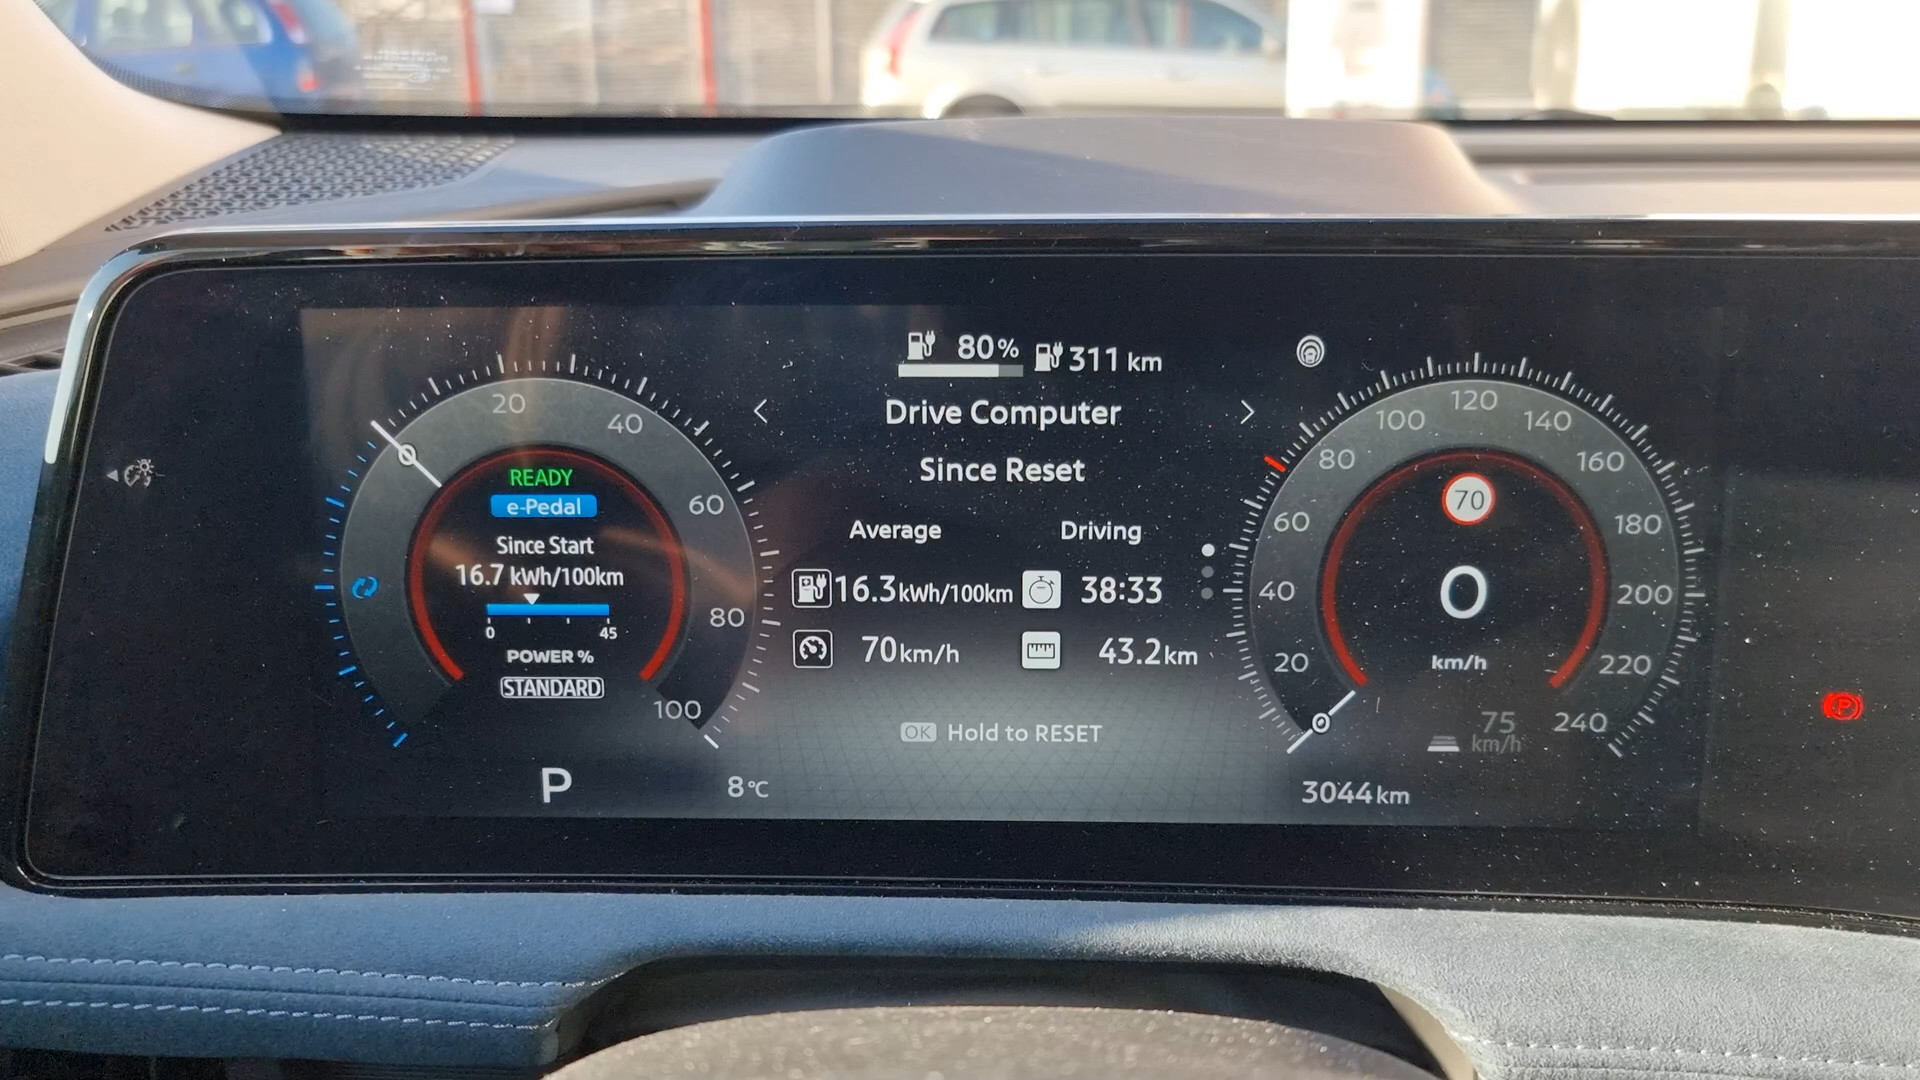 80% 311 km
Drive Computer
Since Reset
Average Driving
16.3kWh/100km 38:33
70km/h 43.2km
OK Hold to RESET
20
40
60
80
100
READY
e-Pedal
Since Start
16.7 kWh/100km
0 45
POWER %
STANDARD
P
8°C
20
40
60
80
100
120
140
160
180
200
220
240
70
0
km/h
75
km/h
3044km
P